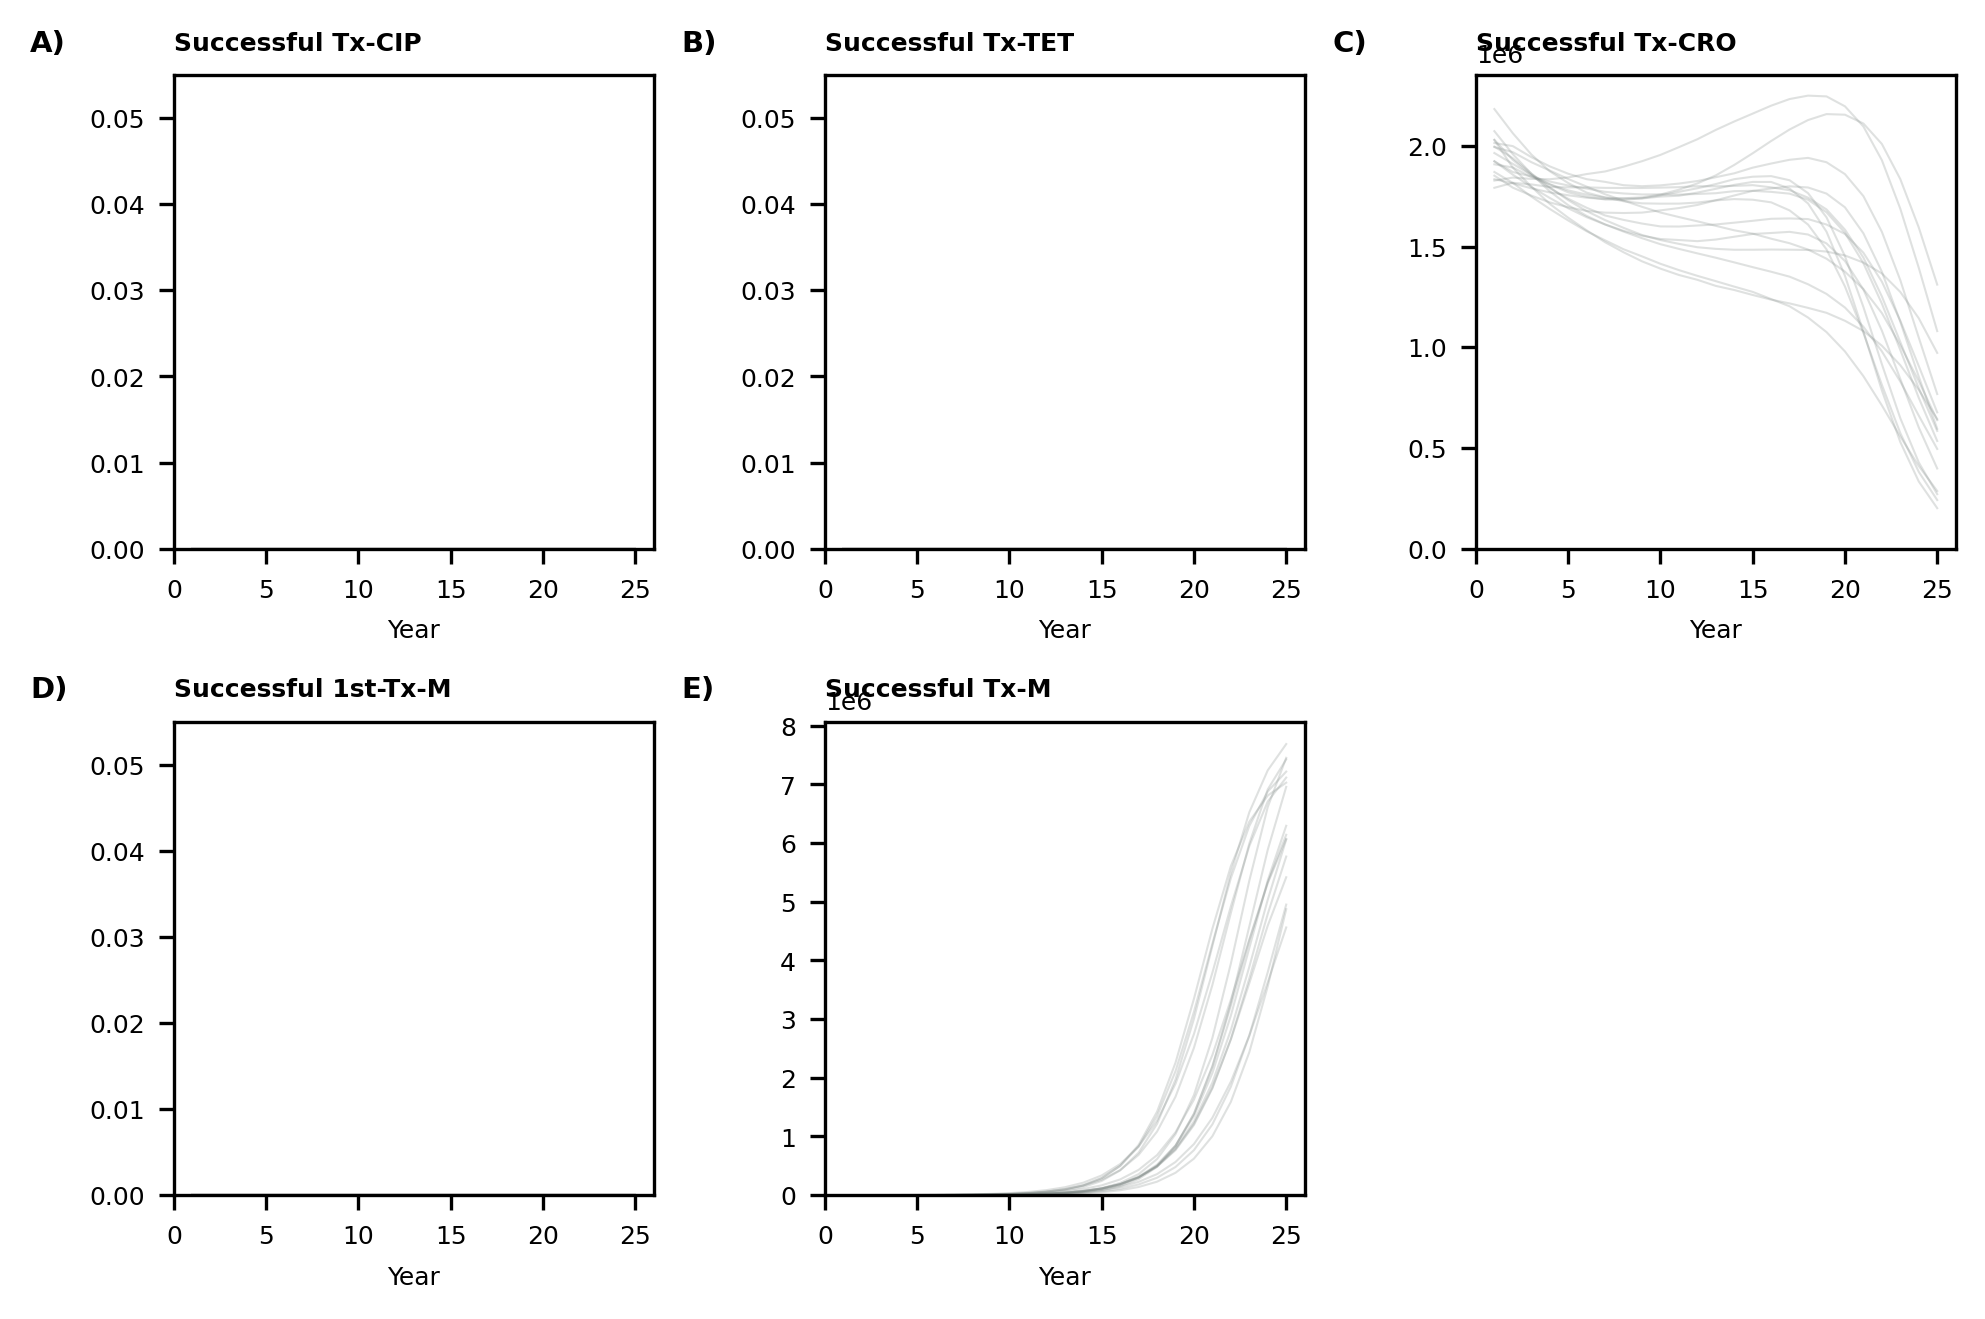 A) Successful Tx-CIP
0.05
0.04
0.03
0.02
0.01
0.00
0 5 10 15 20 25
Year
B) Successful Tx-TET
0.05
0.04
0.03
0.02
0.01
0.00
0 5 10 15 20 25
Year
C) Successful Tx-CRO
1e6
2.0
1.5
1.0
0.5
0.0
0 5 10 15 20 25
Year
D) Successful 1st-Tx-M
0.05
0.04
0.03
0.02
0.01
0.00
0 5 10 15 20 25
Year
E) Successful Tx-M
1e6
8
7
6
5
4
3
2
1
0
0 5 10 15 20 25
Year